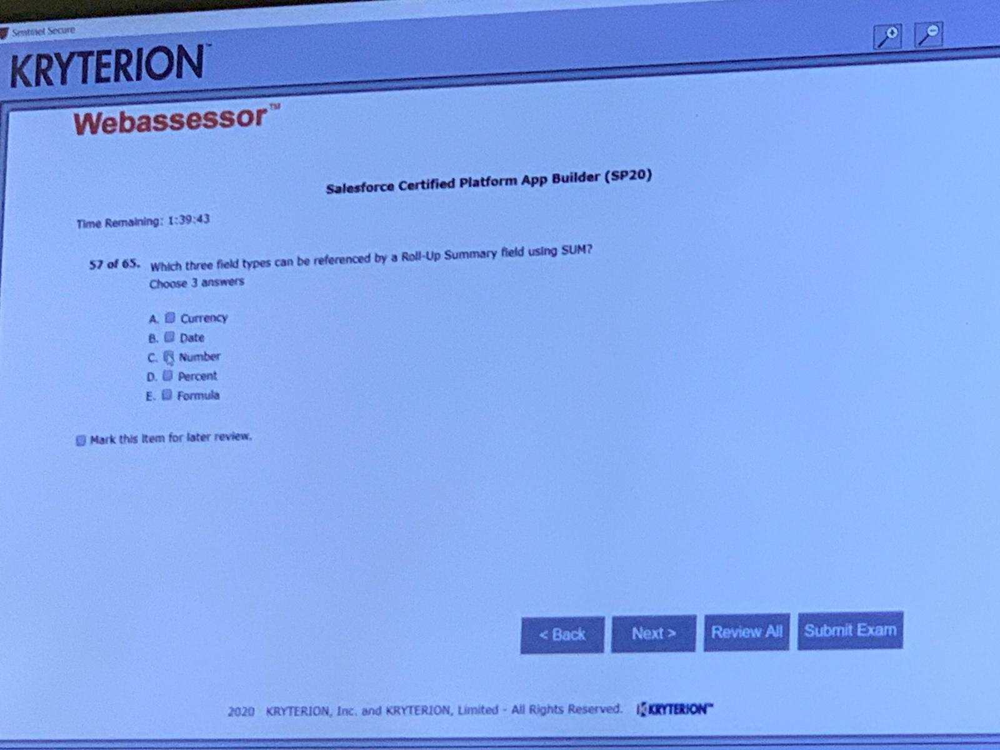 Sentinel Secure
KRYTERION™
Webassessor™
Salesforce Certified Platform App Builder (SP20)
Time Remaining: 1:39:43
57 of 65. Which three field types can be referenced by a Roll-Up Summary field using SUM?
Choose 3 answers
A. Currency
B. Date
C. Number
D. Percent
E. Formula
Mark this item for later review.
< Back Next > Review All Submit Exam
2020 KRYTERION, Inc. and KRYTERION, Limited - All Rights Reserved. KRYTERION™